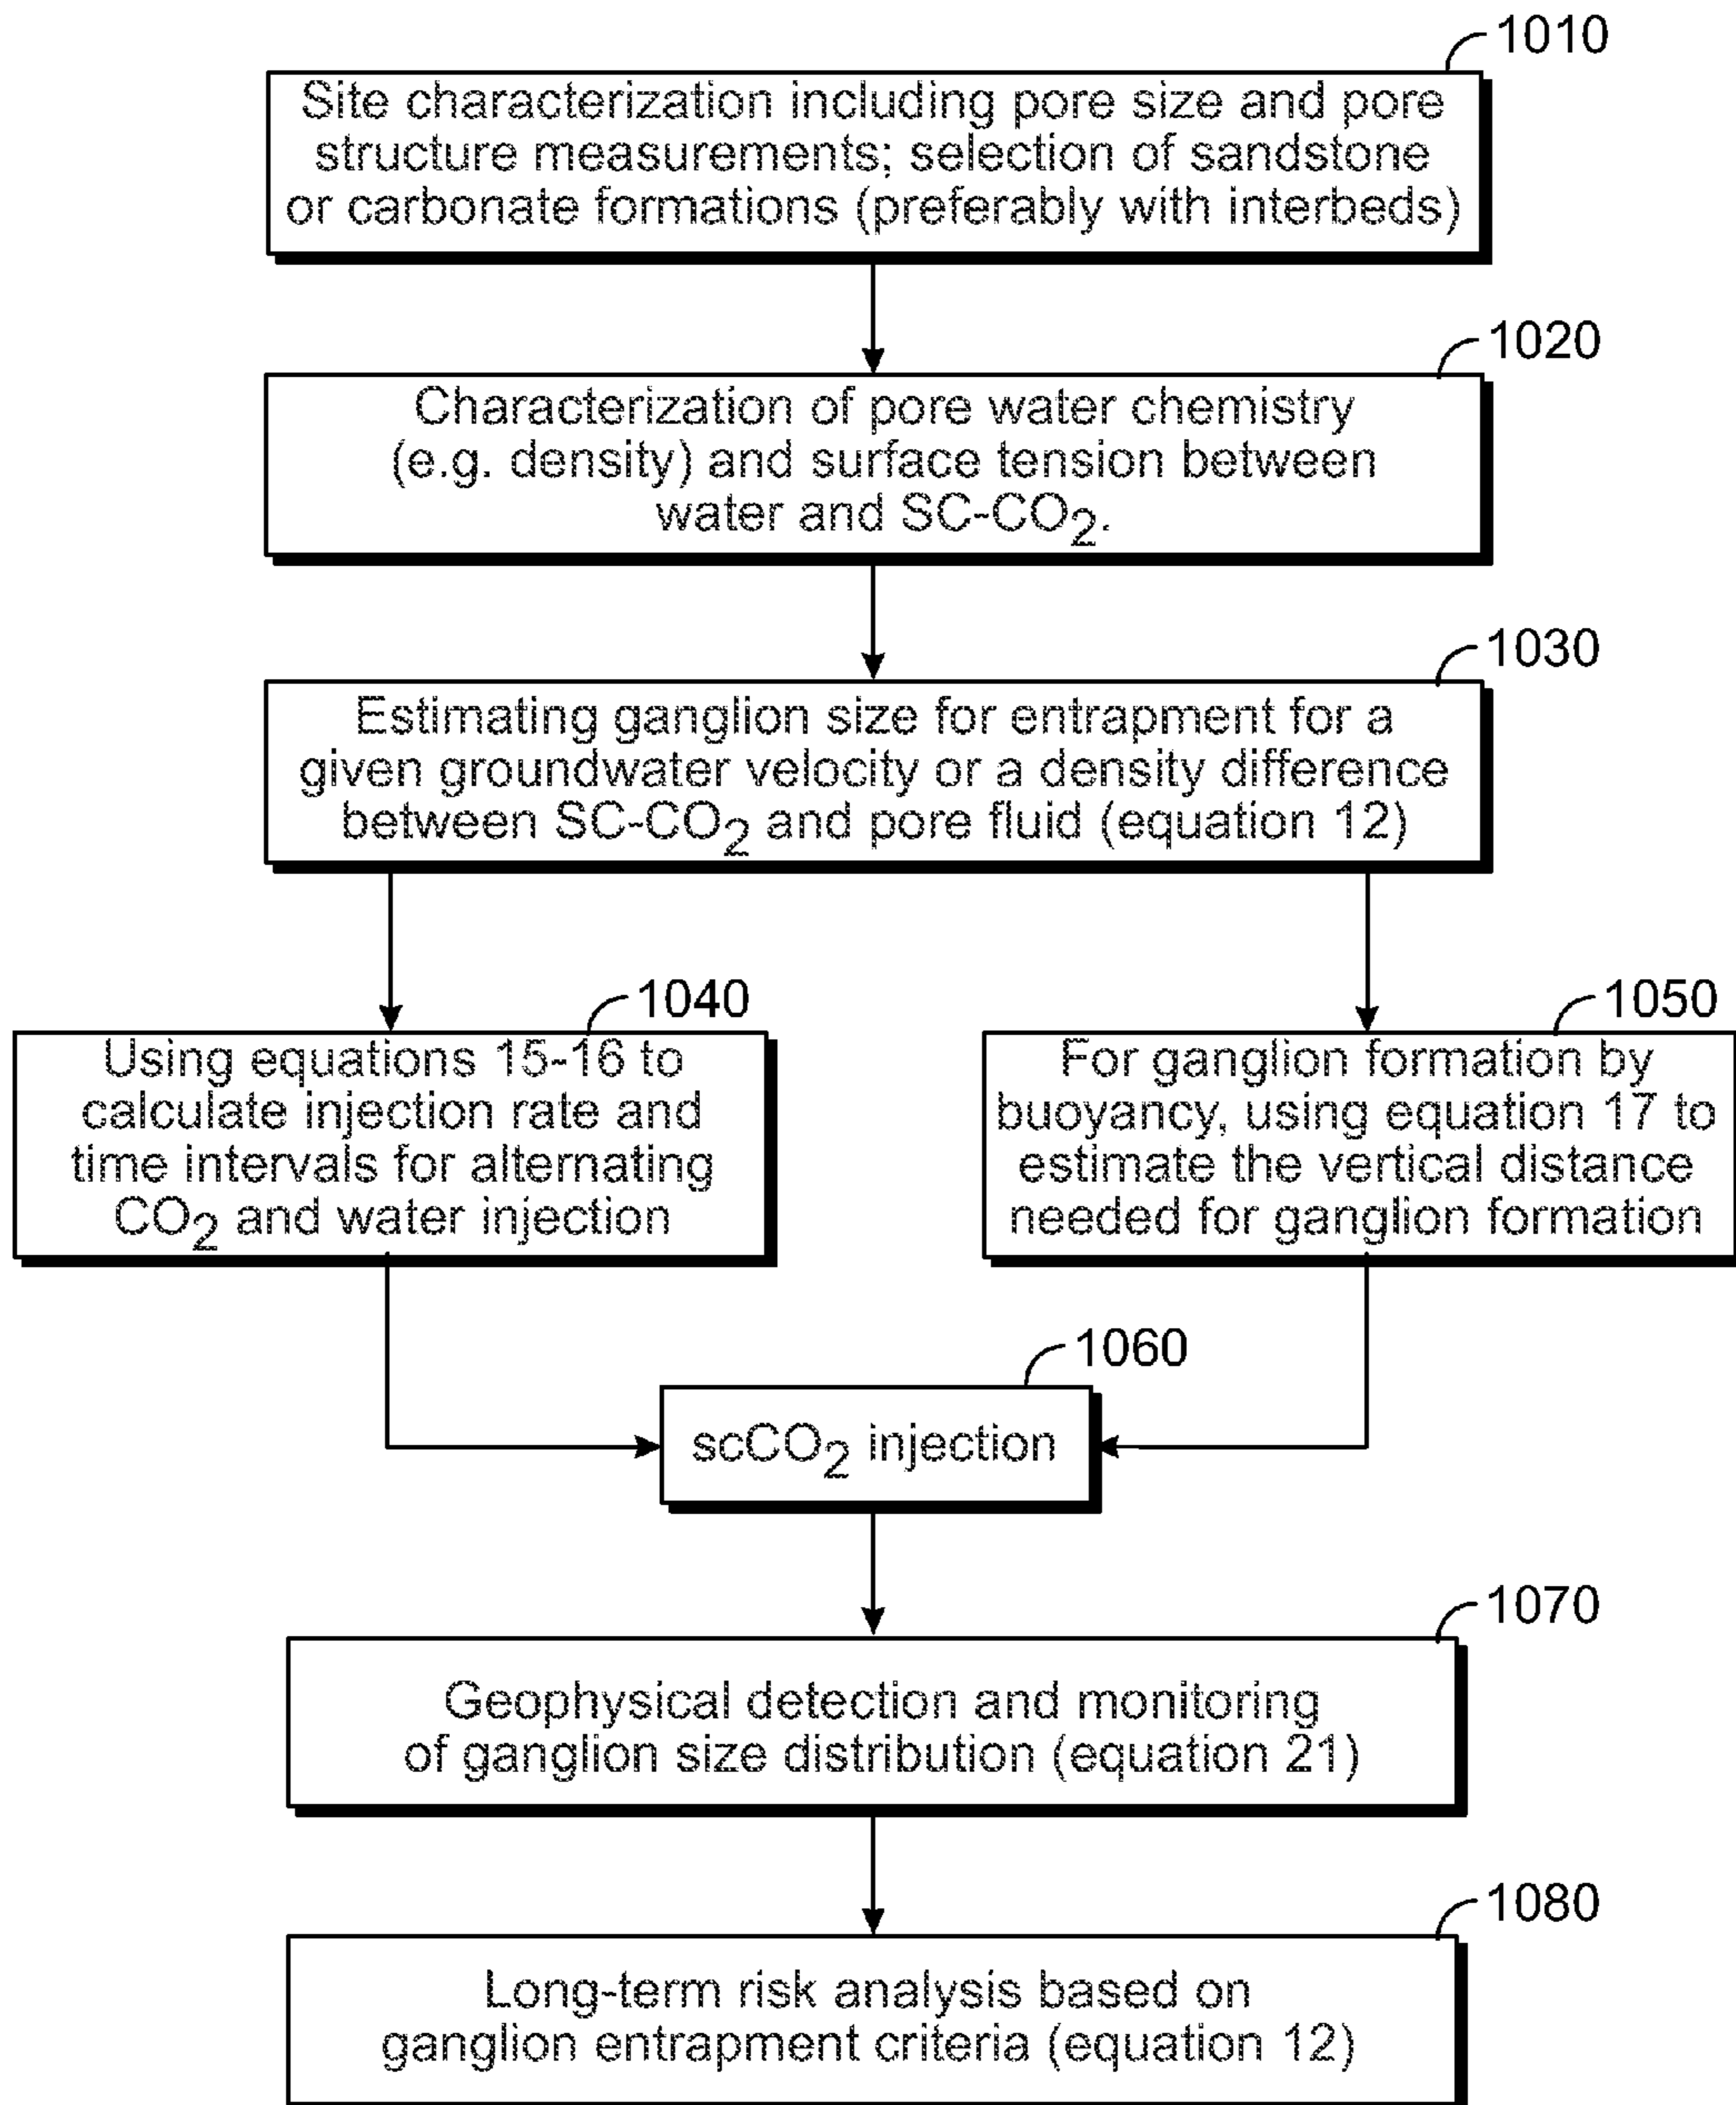 1010
Site characterization including pore size and pore
structure measurements; selection of sandstone
or carbonate formations (preferably with interbeds)
1020
Characterization of pore water chemistry
(e.g. density) and surface tension between
water and SC-CO₂.
1030
Estimating ganglion size for entrapment for a
given groundwater velocity or a density difference
between SC-CO₂ and pore fluid (equation 12)
1040
Using equations 15-16 to
calculate injection rate and
time intervals for alternating
CO₂ and water injection
1050
For ganglion formation by
buoyancy, using equation 17 to
estimate the vertical distance
needed for ganglion formation
1060
scCO₂ injection
1070
Geophysical detection and monitoring
of ganglion size distribution (equation 21)
1080
Long-term risk analysis based on
ganglion entrapment criteria (equation 12)